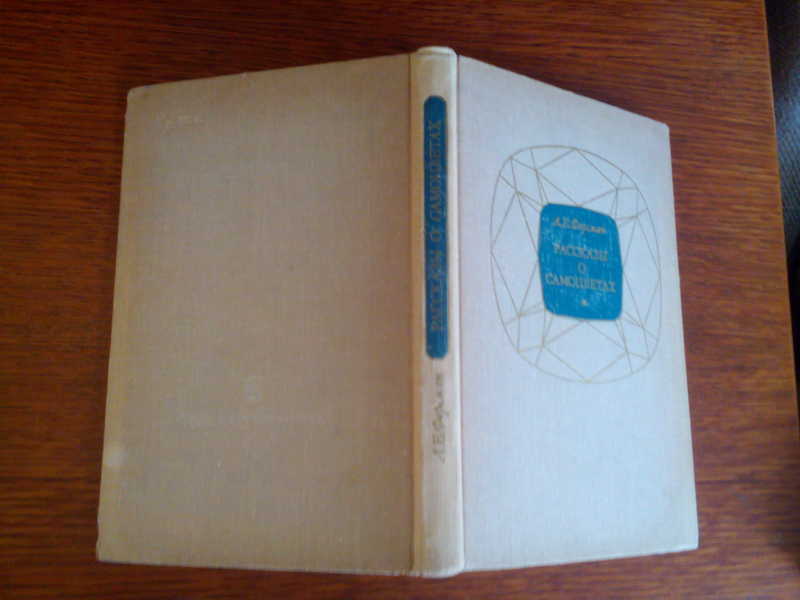 РАССКАЗЫ О САМОЦВЕТАХ
А.Е.Ферсман
А.Е.Ферсман
РАССКАЗЫ
О
САМОЦВЕТАХ